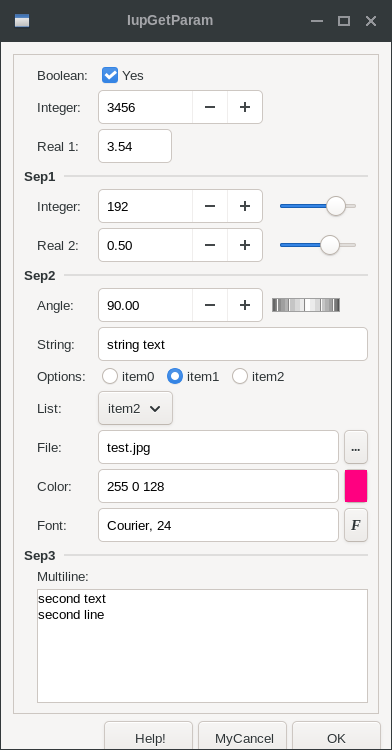 IupGetParam
Boolean: Yes
Integer: 3456
Real 1: 3.54
Sep1
Integer: 192
Real 2: 0.50
Sep2
Angle: 90.00
String: string text
Options: item0 item1 item2
List: item2
File: test.jpg ...
Color: 255 0 128
Font: Courier, 24 F
Sep3
Multiline:
second text
second line
Help! MyCancel OK